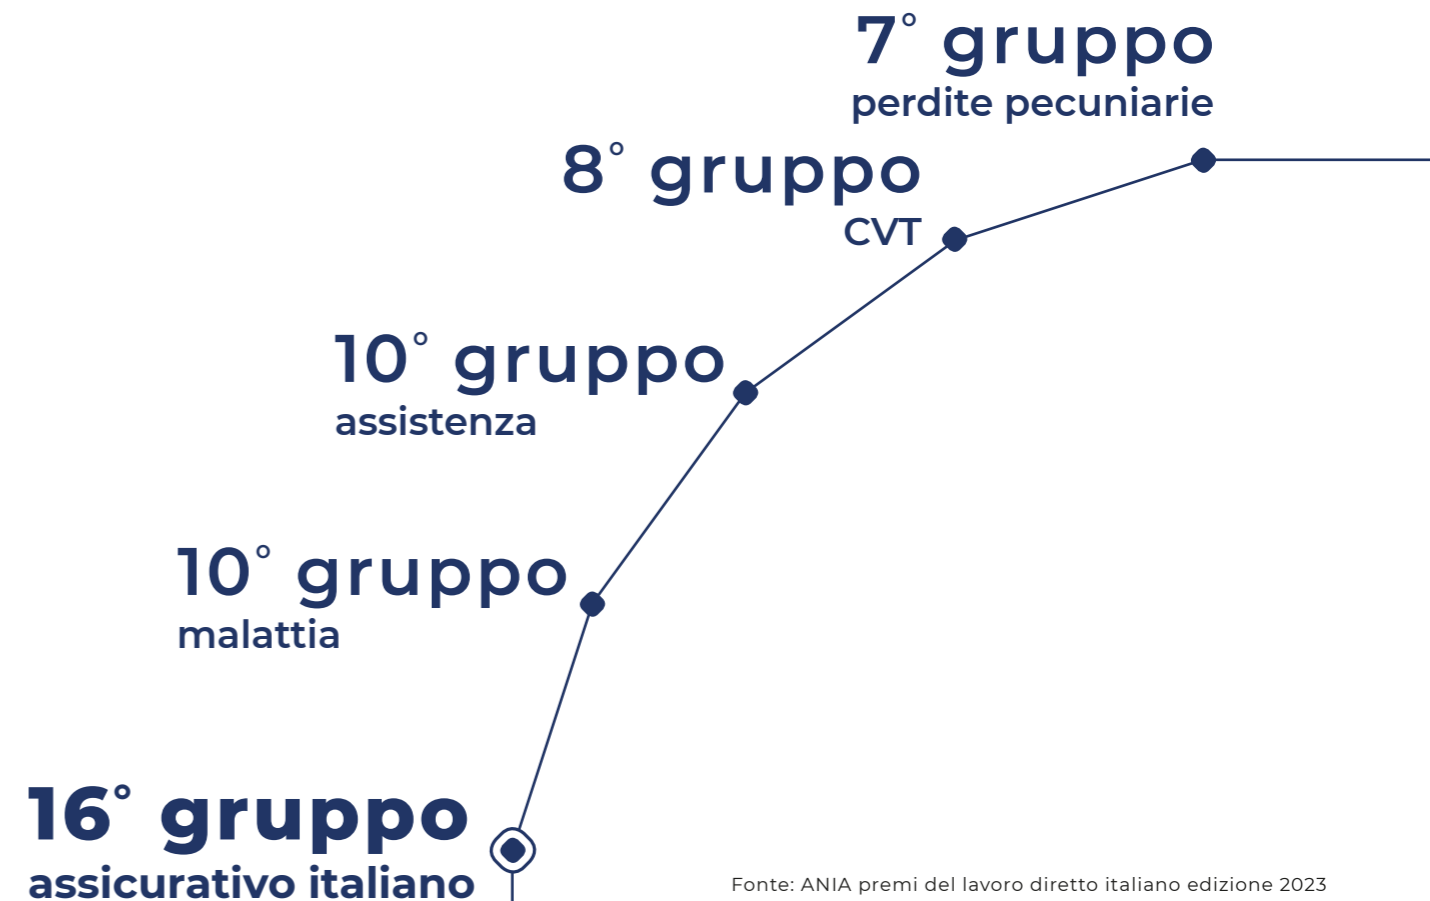 7° gruppo
perdite pecuniarie
8° gruppo
CVT
10° gruppo
assistenza
10° gruppo
malattia
16° gruppo
assicurativo italiano
Fonte: ANIA premi del lavoro diretto italiano edizione 2023